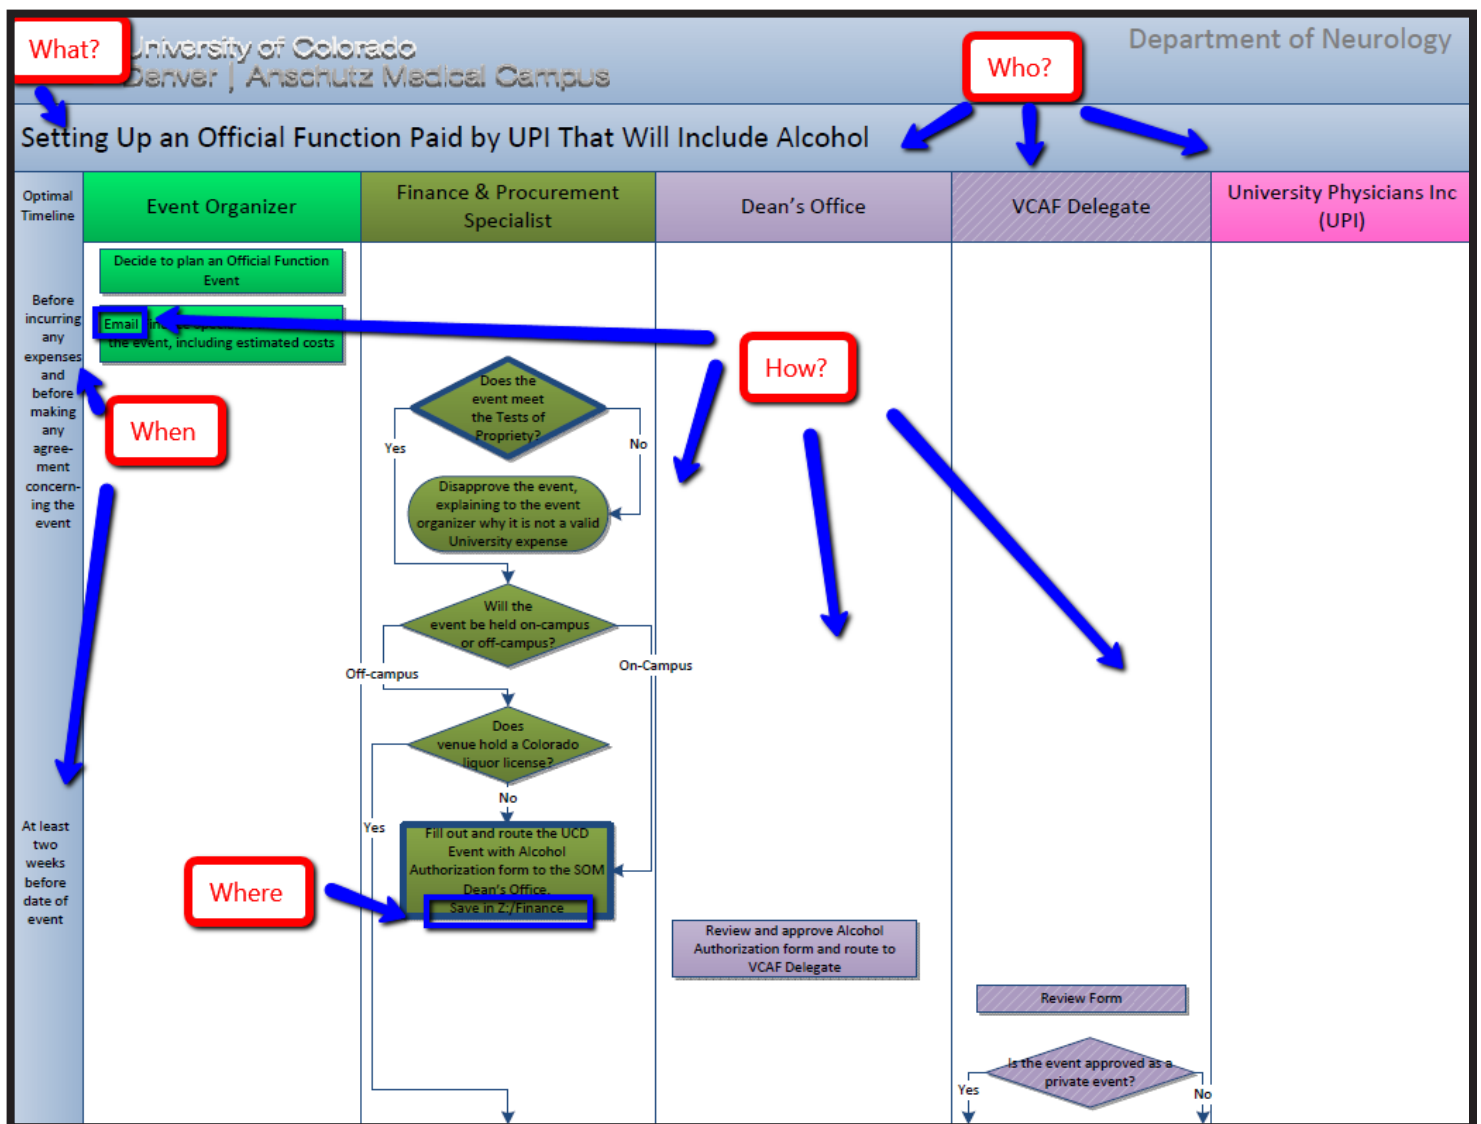 What?
University of Colorado
Denver | Anschutz Medical Campus
Department of Neurology
Who?
Setting Up an Official Function Paid by UPI That Will Include Alcohol
Optimal
Timeline
Event Organizer
Finance & Procurement
Specialist
Dean's Office
VCAF Delegate
University Physicians Inc
(UPI)
Decide to plan an Official Function
Event
Before
incurring
any
expenses
and
before
making
any
agree-
ment
concern-
ing the
event
Email
the event, including estimated costs
How?
When
Does the
event meet
the Tests of
Propriety?
Yes
No
Disapprove the event,
explaining to the event
organizer why it is not a valid
University expense
Will the
event be held on-campus
or off-campus?
Off-campus
On-Campus
Does
venue hold a Colorado
liquor license?
No
Yes
At least
two
weeks
before
date of
event
Fill out and route the UCD
Event with Alcohol
Authorization form to the SOM
Dean's Office.
Save in Z:/Finance
Where
Review and approve Alcohol
Authorization form and route to
VCAF Delegate
Review Form
Is the event approved as a
private event?
Yes
No